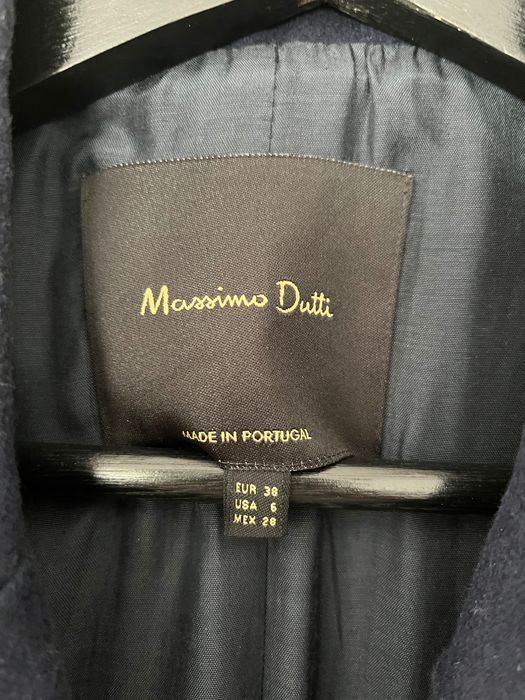 Massimo Dutti
MADE IN PORTUGAL
EUR 38
USA 6
MEX 28